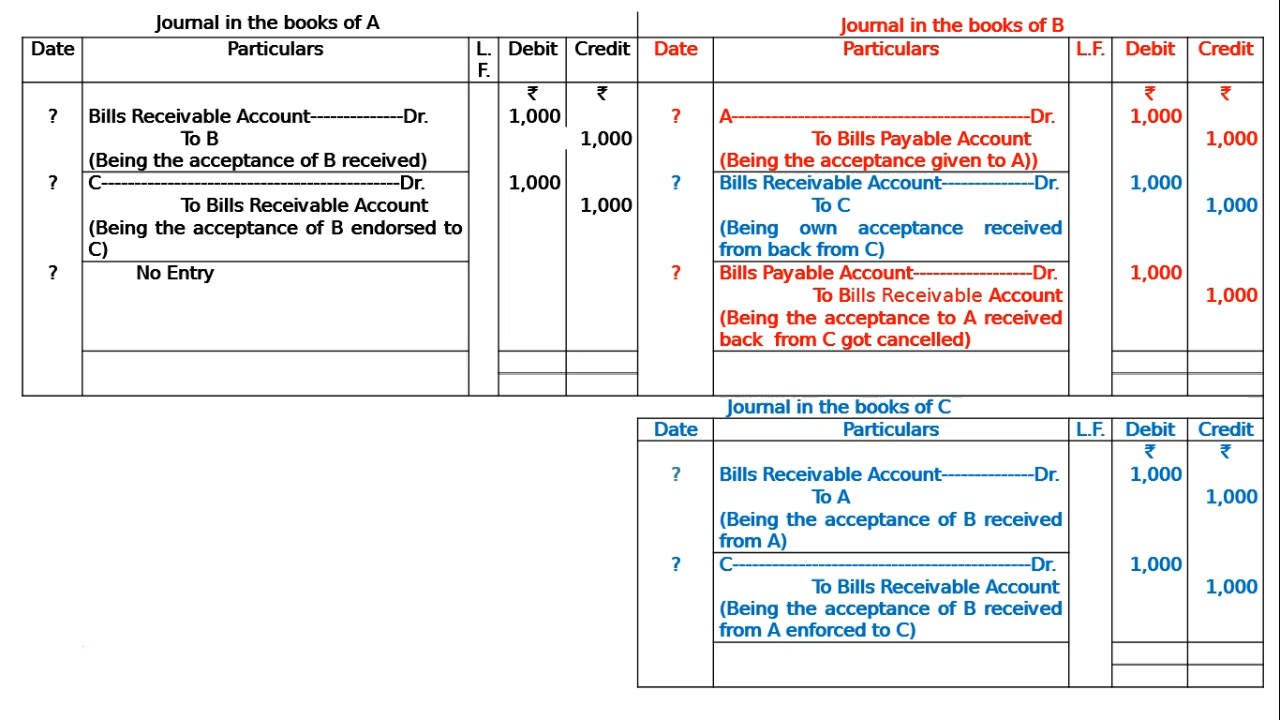 Journal in the books of A
Date Particulars L. F. Debit Credit
₹ ₹
? Bills Receivable Account--------------Dr. 1,000
To B 1,000
(Being the acceptance of B received)
? C---------------------------------------------Dr. 1,000
To Bills Receivable Account 1,000
(Being the acceptance of B endorsed to
C)
? No Entry
Journal in the books of B
Date Particulars L.F. Debit Credit
₹ ₹
? A---------------------------------------------Dr. 1,000
To Bills Payable Account 1,000
(Being the acceptance given to A))
? Bills Receivable Account--------------Dr. 1,000
To C 1,000
(Being own acceptance received
from back from C)
? Bills Payable Account------------------Dr. 1,000
To Bills Receivable Account 1,000
(Being the acceptance to A received
back from C got cancelled)
Journal in the books of C
Date Particulars L.F. Debit Credit
₹ ₹
? Bills Receivable Account--------------Dr. 1,000
To A 1,000
(Being the acceptance of B received
from A)
? C---------------------------------------------Dr. 1,000
To Bills Receivable Account 1,000
(Being the acceptance of B received
from A enforced to C)